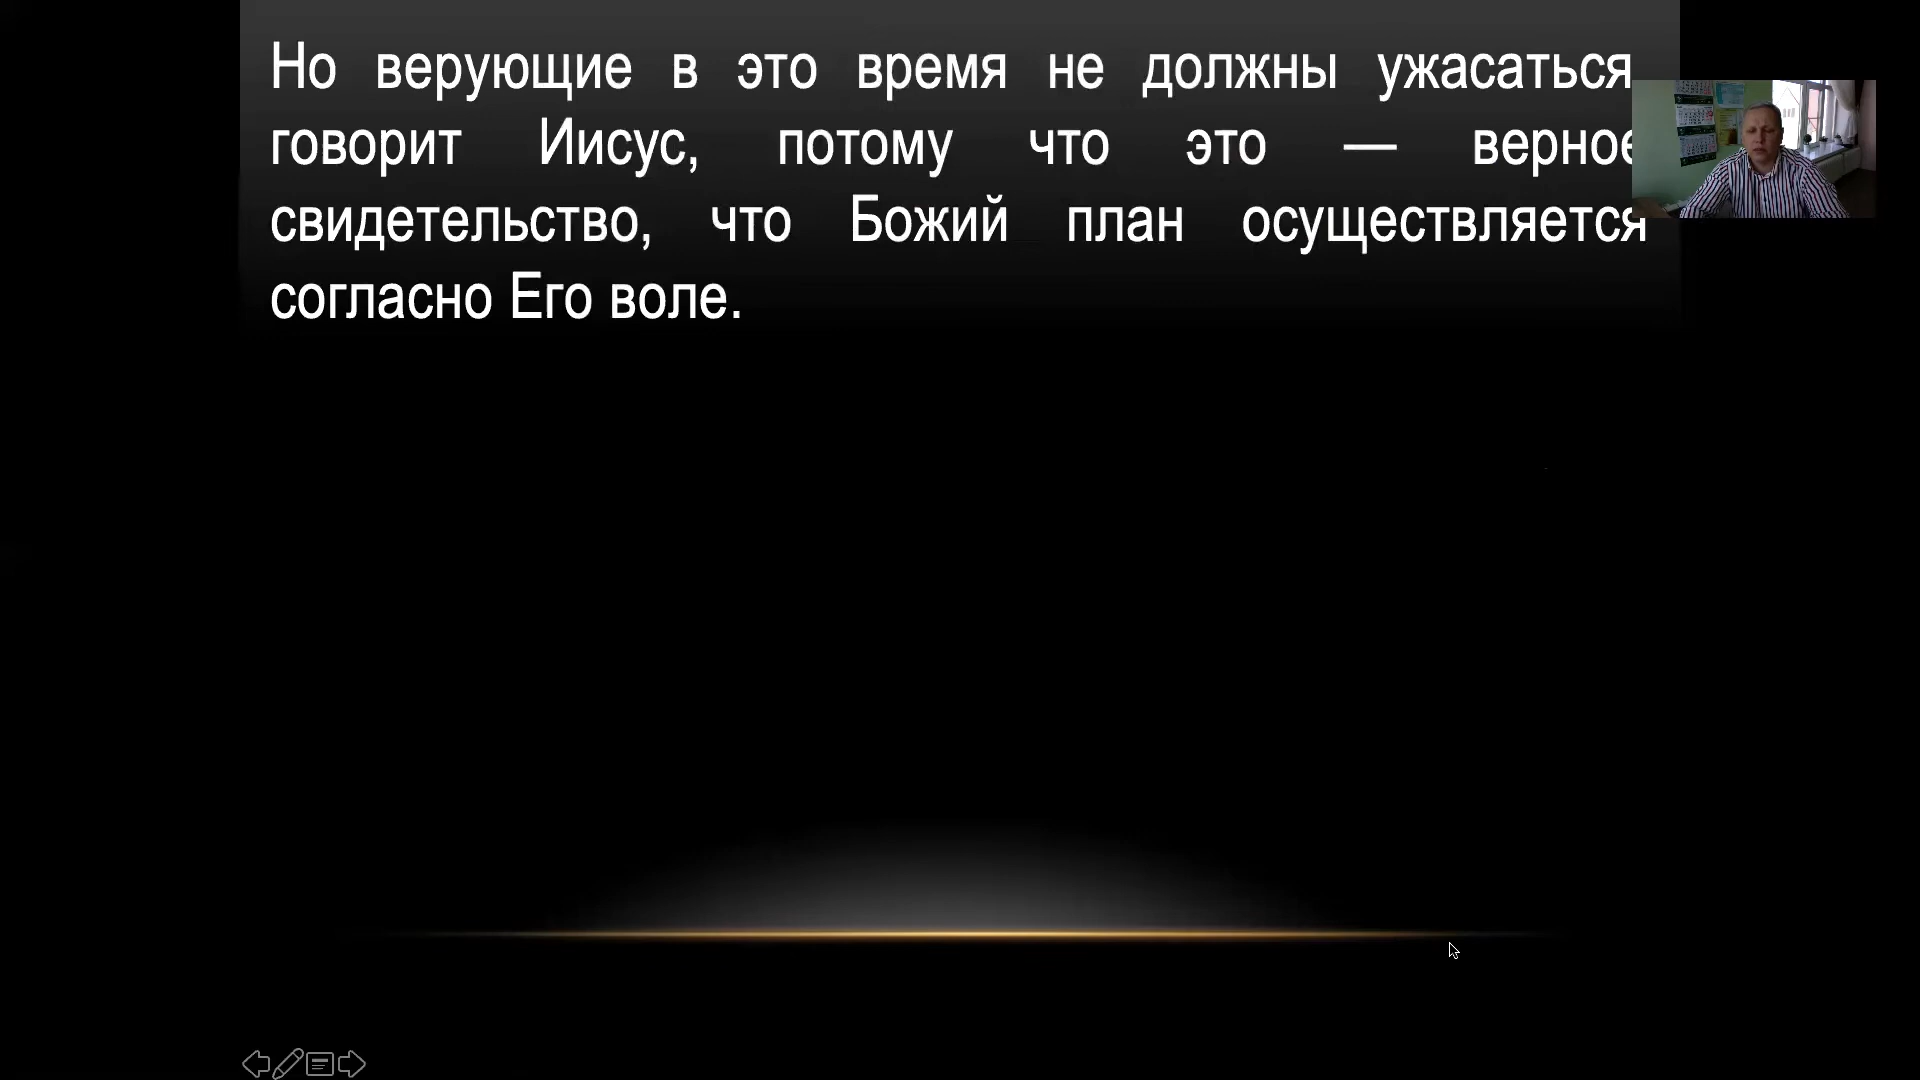 Но верующие в это время не должны ужасаться
говорит Иисус, потому что это — верное
свидетельство, что Божий план осуществляется
согласно Его воле.